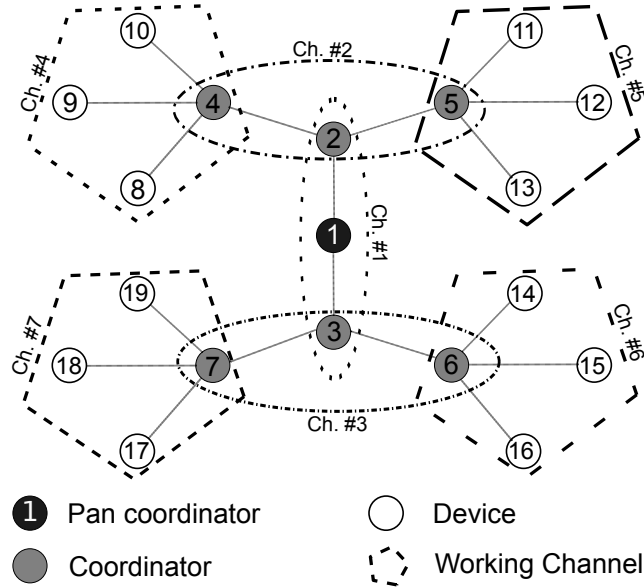 10
11
Ch. #2
Ch. #4
Ch. #5
9
4
5
12
2
8
13
Ch. #1
1
19
14
3
Ch. #7
Ch. #6
18
7
6
15
Ch. #3
17
16
1 Pan coordinator
Device
Coordinator
Working Channel